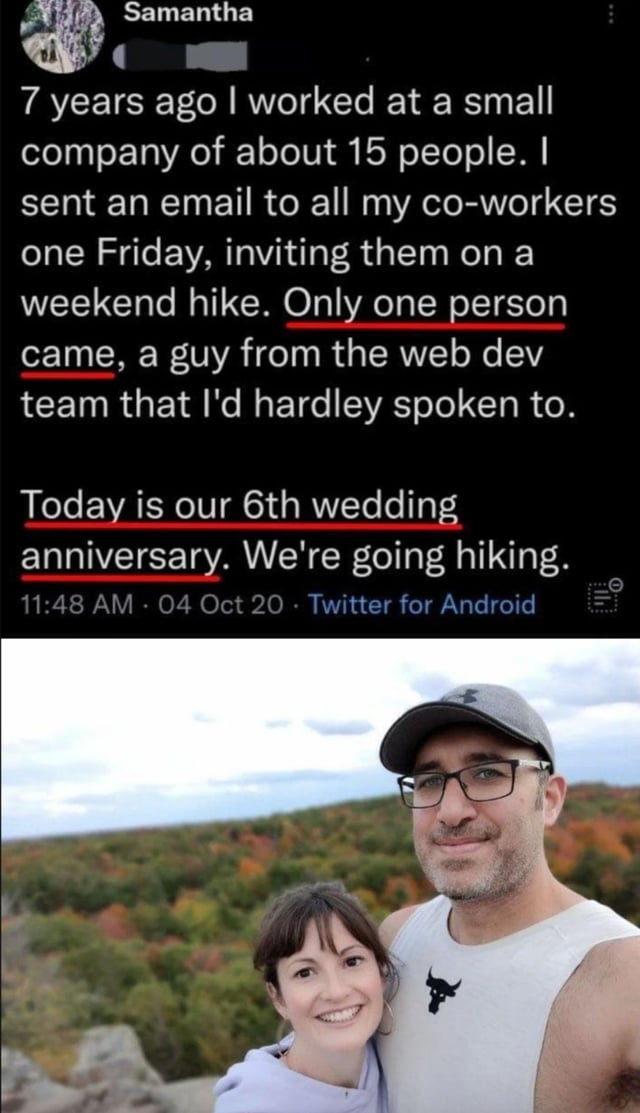 Samantha
7 years ago I worked at a small
company of about 15 people. I
sent an email to all my co-workers
one Friday, inviting them on a
weekend hike. Only one person
came, a guy from the web dev
team that I'd hardley spoken to.
Today is our 6th wedding
anniversary. We're going hiking.
11:48 AM · 04 Oct 20 · Twitter for Android